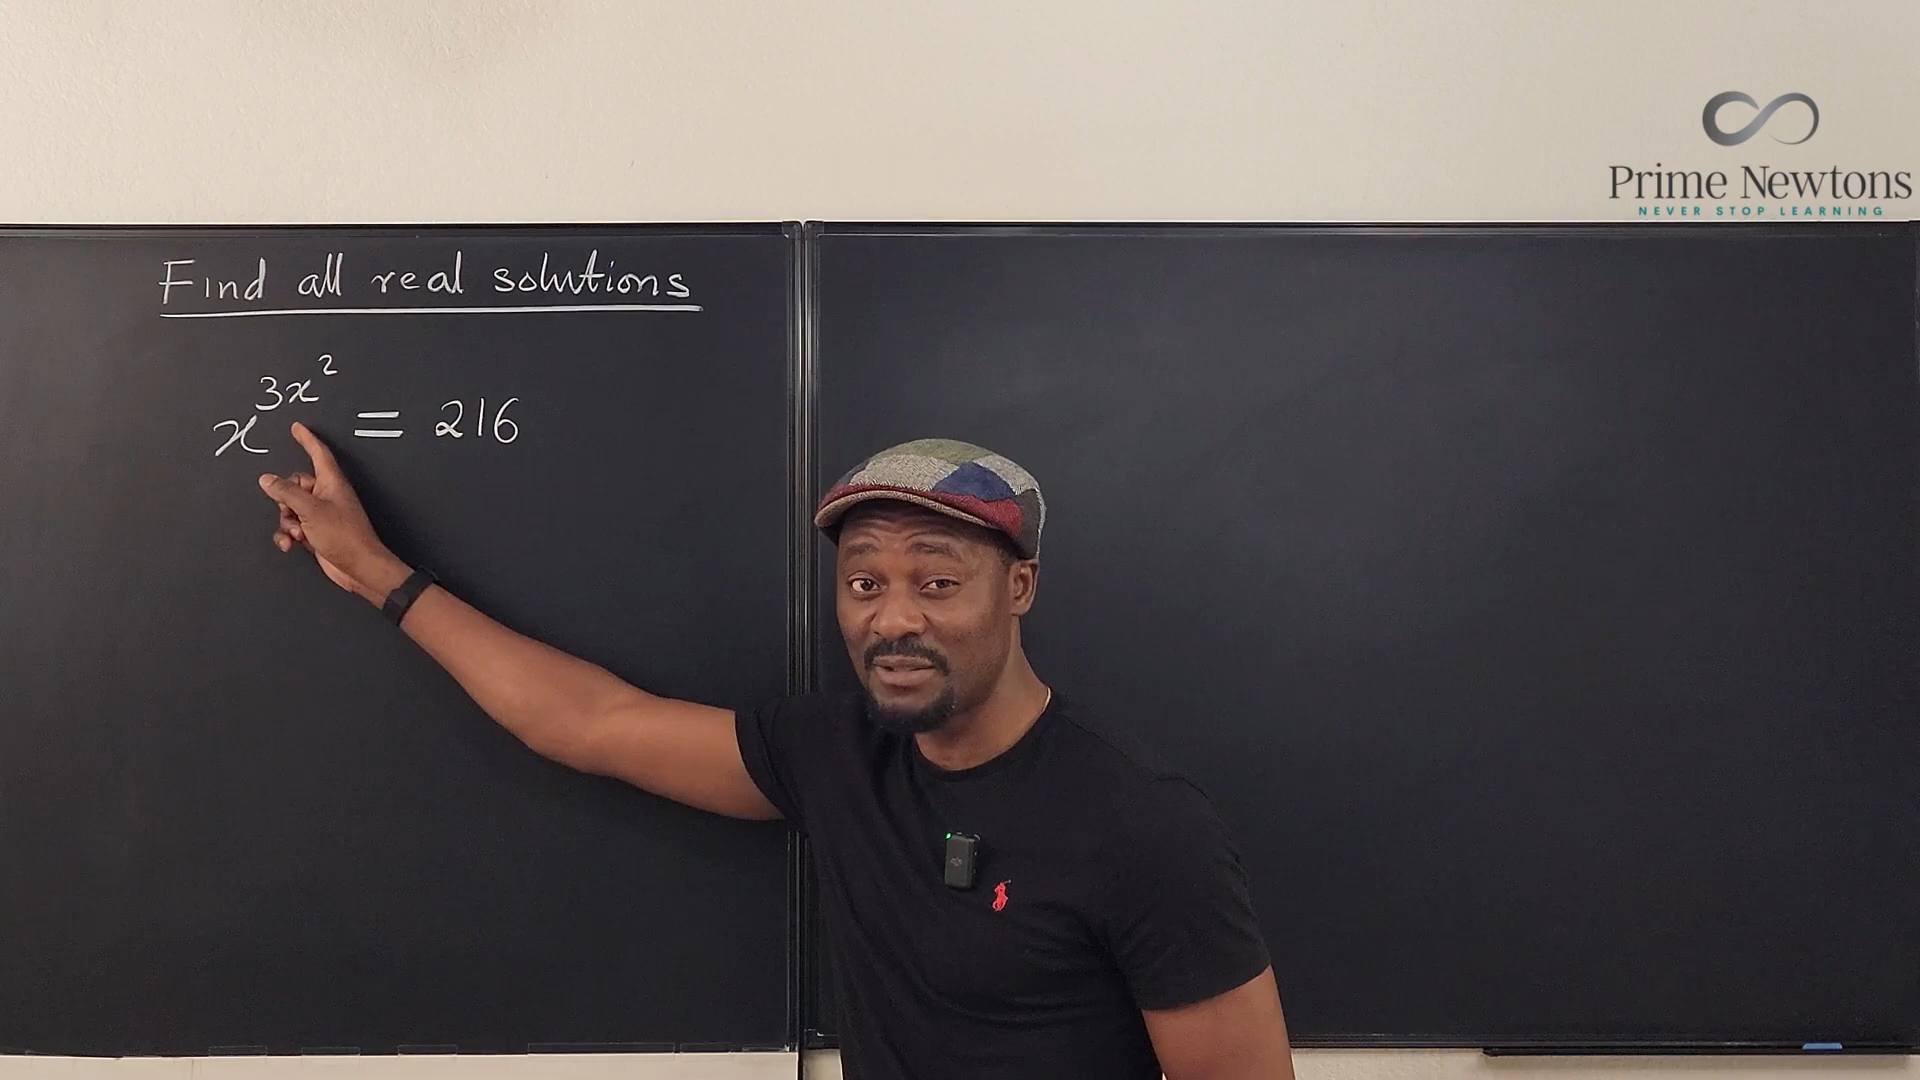 Prime Newtons
NEVER STOP LEARNING
Find all real solutions
x^{3x^2} = 216